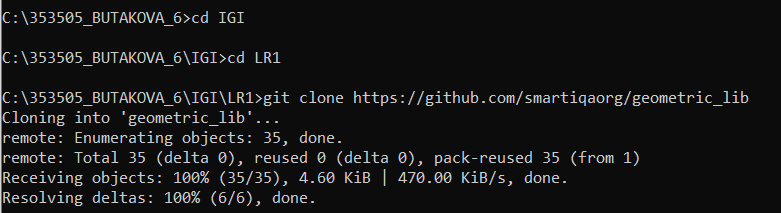 C:\353505_BUTAKOVA_6>cd IGI
C:\353505_BUTAKOVA_6\IGI>cd LR1
C:\353505_BUTAKOVA_6\IGI\LR1>git clone https://github.com/smartiqaorg/geometric_lib
Cloning into 'geometric_lib'...
remote: Enumerating objects: 35, done.
remote: Total 35 (delta 0), reused 0 (delta 0), pack-reused 35 (from 1)
Receiving objects: 100% (35/35), 4.60 KiB | 470.00 KiB/s, done.
Resolving deltas: 100% (6/6), done.